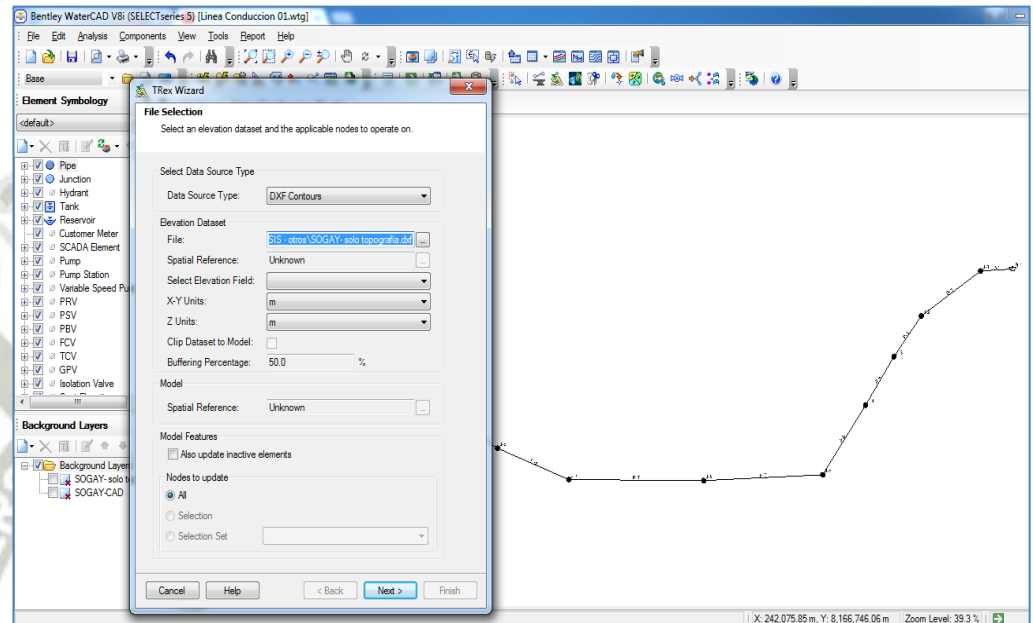 Bentley WaterCAD V8i (SELECTseries 5) [Linea Conduccion 01.wtg]
File Edit Analysis Components View Tools Report Help
Base
Element Symbology
<default>
Pipe
Junction
Hydrant
Tank
Reservoir
Customer Meter
SCADA Element
Pump
Pump Station
Variable Speed Pu
PRV
PSV
PBV
FCV
TCV
GPV
Isolation Valve
Background Layers
Background Layer
SOGAY- solo t
SOGAY-CAD
TRex Wizard
File Selection
Select an elevation dataset and the applicable nodes to operate on.
Select Data Source Type
Data Source Type: DXF Contours
Elevation Dataset
File: SIS - otros\SOGAY- solo topografia.dxf ...
Spatial Reference: Unknown ...
Select Elevation Field:
X-Y Units: m
Z Units: m
Clip Dataset to Model:
Buffering Percentage: 50.0 %
Model
Spatial Reference: Unknown ...
Model Features
Also update inactive elements
Nodes to update
All
Selection
Selection Set
Cancel Help < Back Next > Finish
X: 242,075.85 m, Y: 8,166,746.06 m Zoom Level: 39.3 %